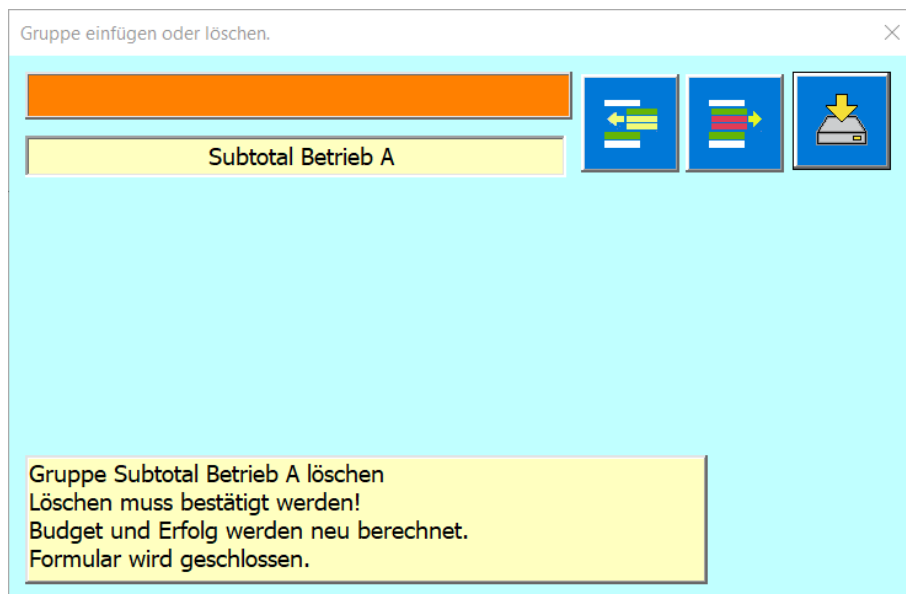 Gruppe einfügen oder löschen.
Subtotal Betrieb A
Gruppe Subtotal Betrieb A löschen
Löschen muss bestätigt werden!
Budget und Erfolg werden neu berechnet.
Formular wird geschlossen.